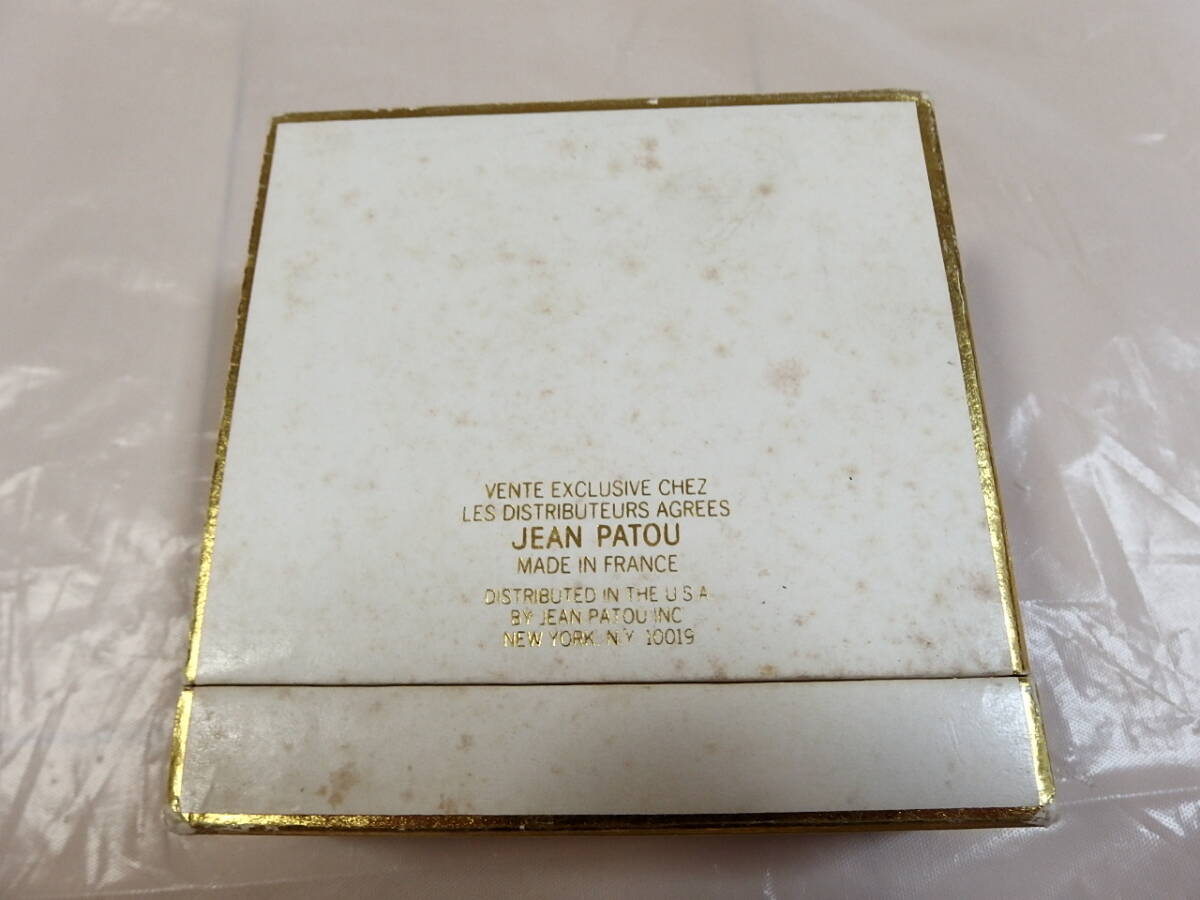 VENTE EXCLUSIVE CHEZ
LES DISTRIBUTEURS AGREES
JEAN PATOU
MADE IN FRANCE
DISTRIBUTED IN THE U S A.
BY JEAN PATOU INC
NEW YORK. N.Y. 10019